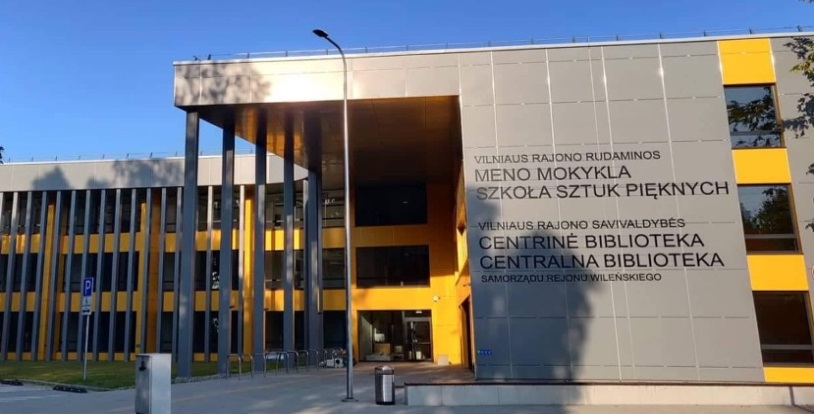 VILNIAUS RAJONO RUDAMINOS
MENO MOKYKLA
SZKOŁA SZTUK PIĘKNYCH
VILNIAUS RAJONO SAVIVALDYBĖS
CENTRINĖ BIBLIOTEKA
CENTRALNA BIBLIOTEKA
SAMORZĄDU REJONU WILEŃSKIEGO
P